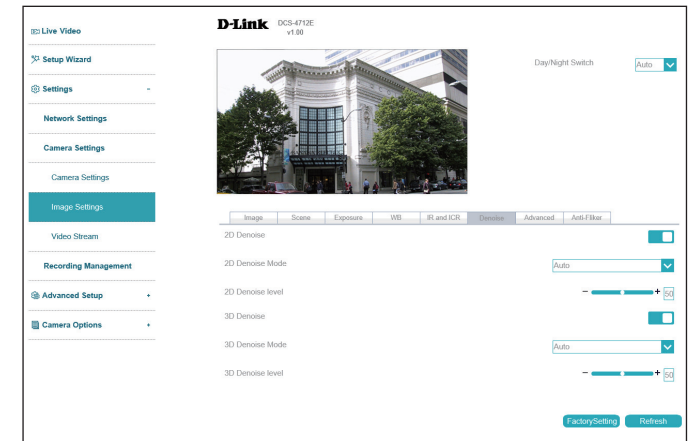 D-Link DCS-4712E
v1.00
Live Video
Setup Wizard
Settings -
Network Settings
Camera Settings
Camera Settings
Image Settings
Video Stream
Recording Management
Advanced Setup +
Camera Options +
Day/Night Switch Auto
Image Scene Exposure WB IR and ICR Denoise Advanced Anti-Fliker
2D Denoise
2D Denoise Mode Auto
2D Denoise level - + 50
3D Denoise
3D Denoise Mode Auto
3D Denoise level - + 50
FactorySetting Refresh